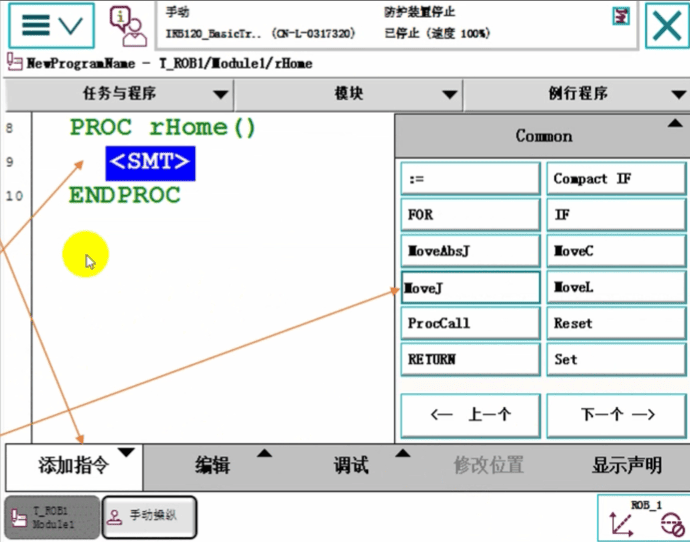 手动
防护装置停止
IRB120_BasicTr.. (CN-L-0317320)
已停止 (速度 100%)
NewProgramName - T_ROB1/Module1/rHome
任务与程序
模块
例行程序
8 PROC rHome()
9 <SMT>
10 ENDPROC
Common
:= Compact IF
FOR IF
MoveAbsJ MoveC
MoveJ MoveL
ProcCall Reset
RETURN Set
<— 上一个 下一个 —>
添加指令
编辑
调试
修改位置
显示声明
T_ROB1
Module1
手动操纵
ROB_1